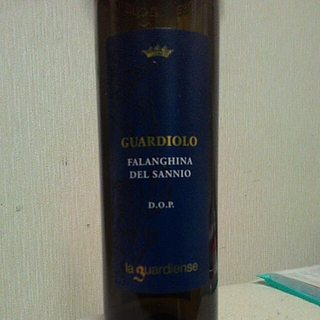 GUARDIOLO
FALANGHINA
DEL SANNIO
D.O.P.
la guardiense